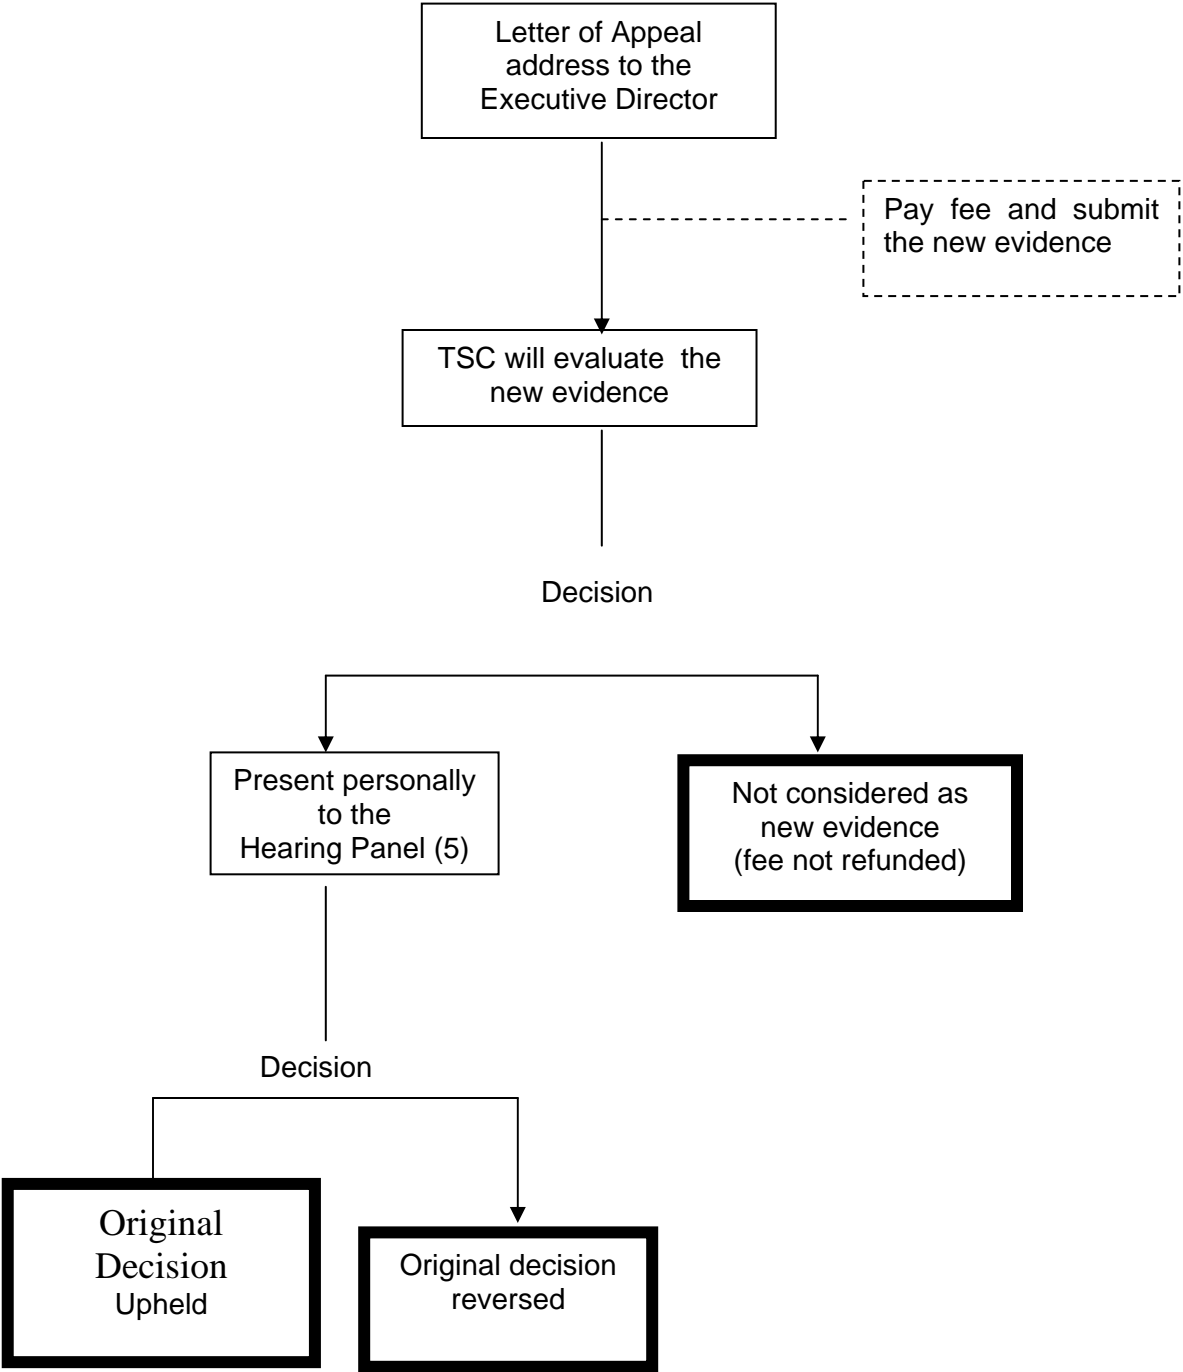 Letter of Appeal
address to the
Executive Director
Pay fee and submit
the new evidence
TSC will evaluate the
new evidence
Decision
Present personally
to the
Hearing Panel (5)
Not considered as
new evidence
(fee not refunded)
Decision
Original
Decision
Upheld
Original decision
reversed